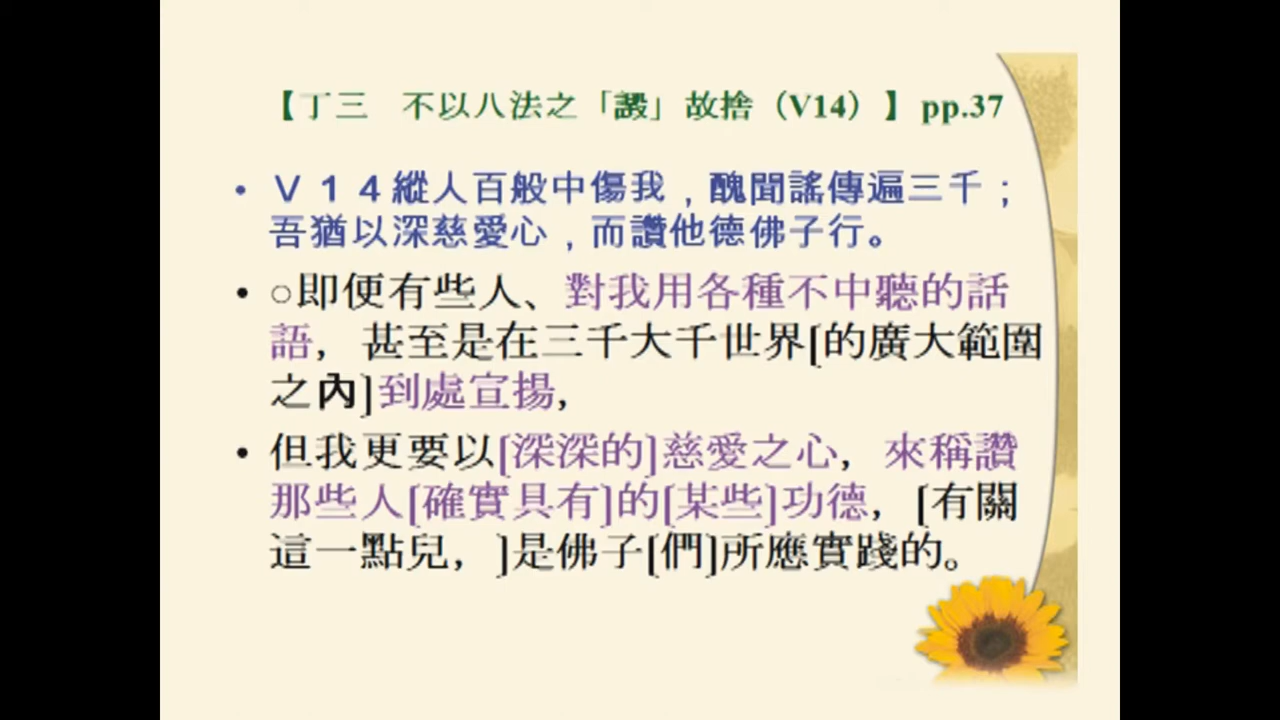 【丁三　不以八法之「譭」故捨（V14）】pp.37
• Ｖ１４縱人百般中傷我，醜聞謠傳遍三千；
吾猶以深慈愛心，而讚他德佛子行。
• ○即便有些人、對我用各種不中聽的話
語，甚至是在三千大千世界[的廣大範圍
之內]到處宣揚，
• 但我更要以[深深的]慈愛之心，來稱讚
那些人[確實具有]的[某些]功德，[有關
這一點兒，]是佛子[們]所應實踐的。